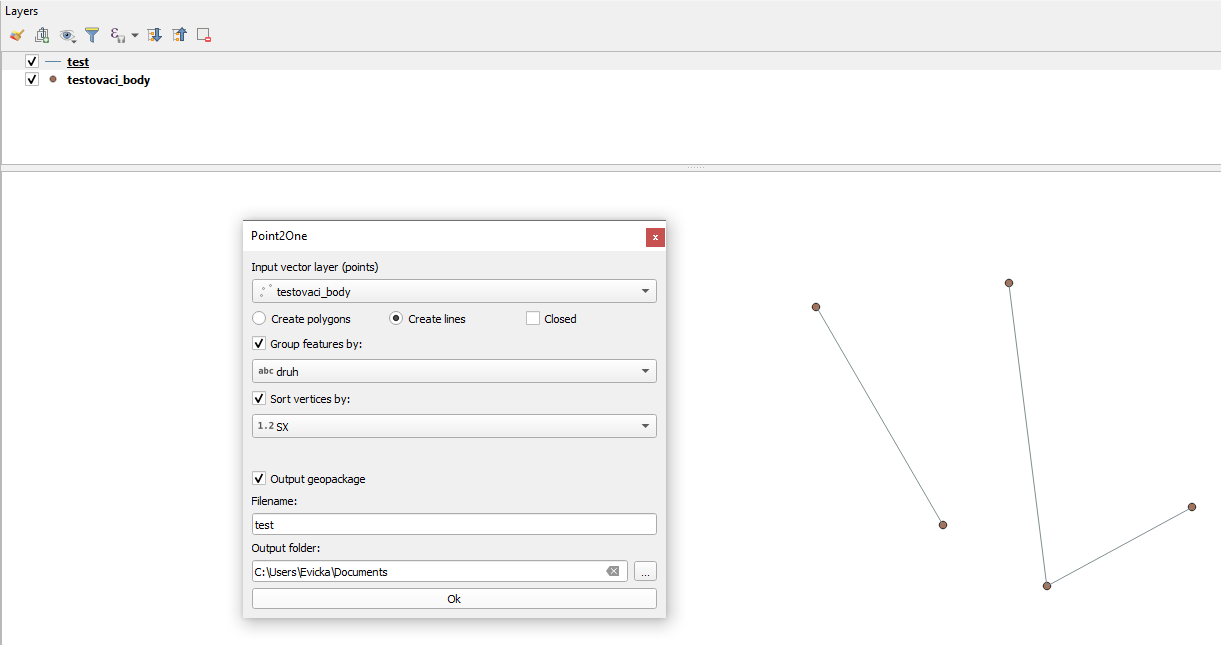 Layers
test
testovaci_body
Point2One
x
Input vector layer (points)
testovaci_body
Create polygons Create lines Closed
Group features by:
abc druh
Sort vertices by:
1.2 SX
Output geopackage
Filename:
test
Output folder:
C:\Users\Evicka\Documents
...
Ok